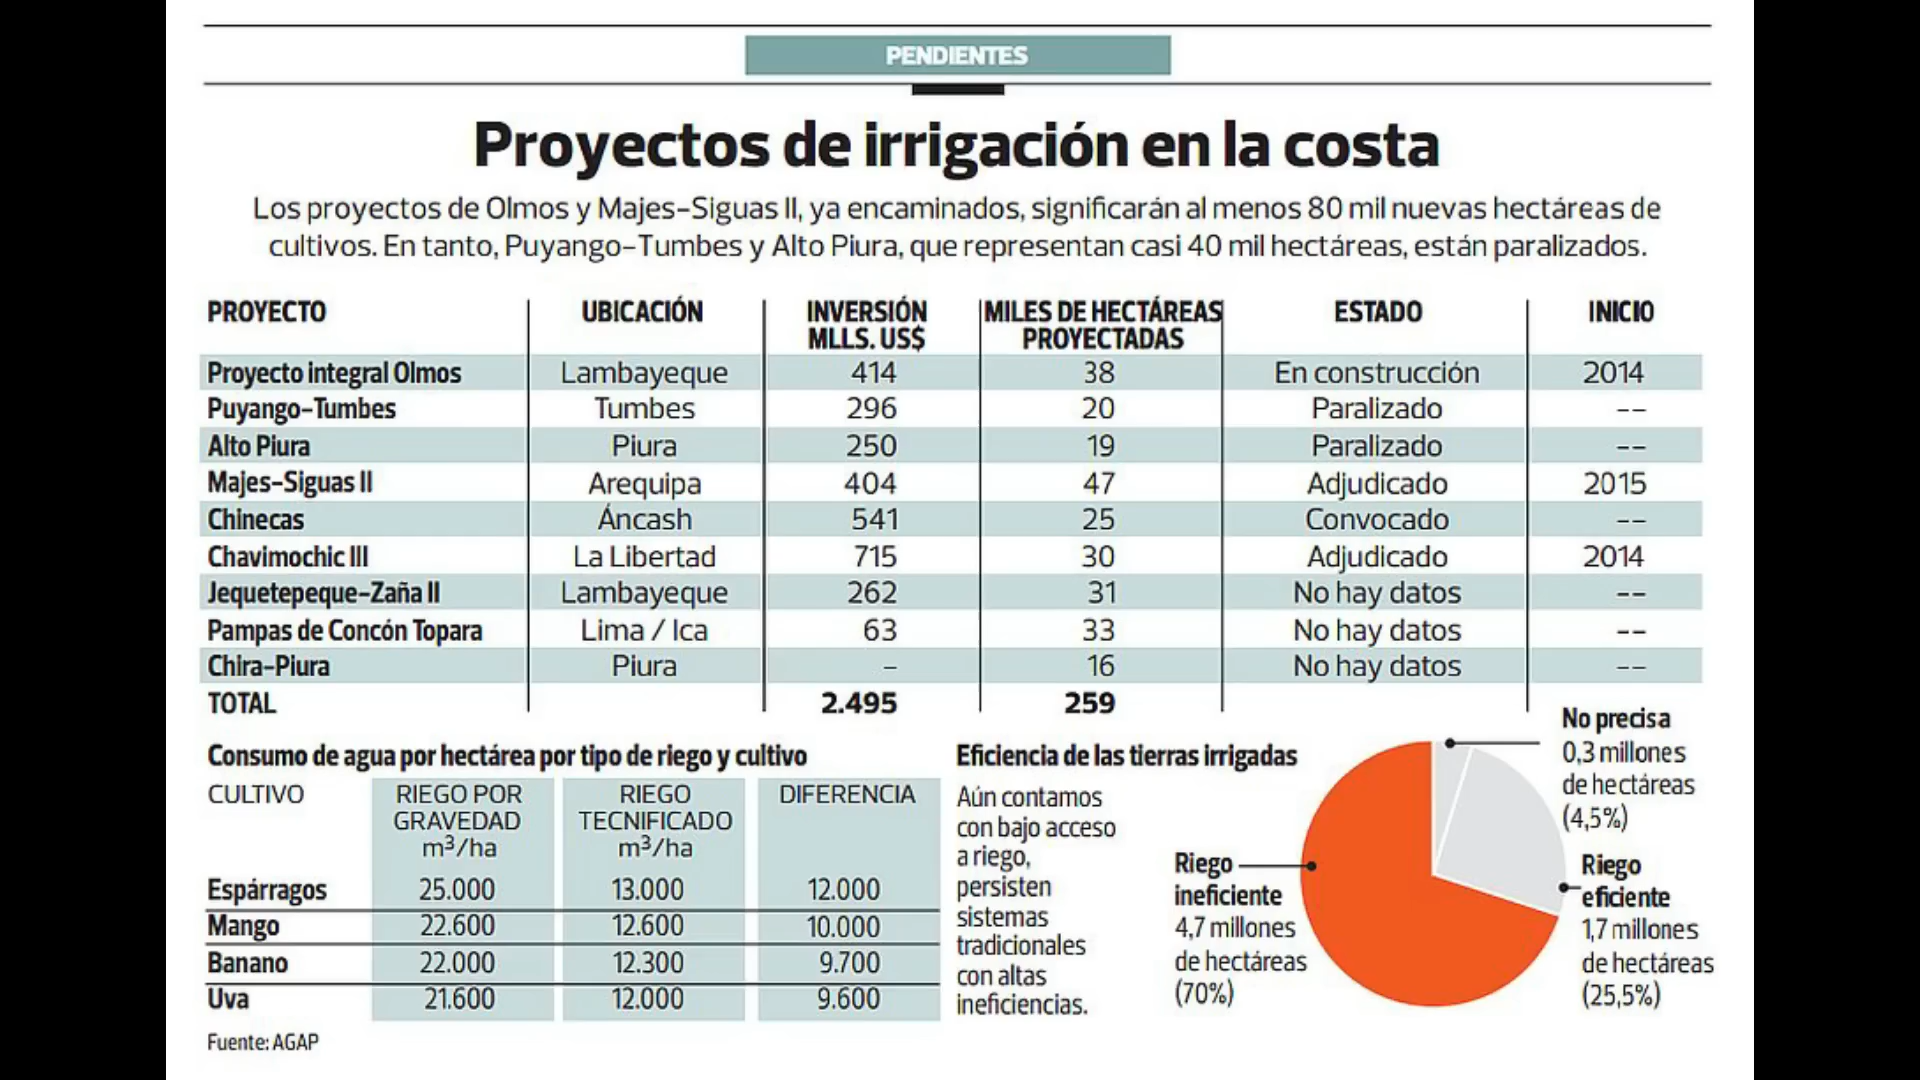 PENDIENTES
Proyectos de irrigación en la costa
Los proyectos de Olmos y Majes-Siguas II, ya encaminados, significarán al menos 80 mil nuevas hectáreas de
cultivos. En tanto, Puyango-Tumbes y Alto Piura, que representan casi 40 mil hectáreas, están paralizados.
PROYECTO UBICACIÓN INVERSIÓN MLLS. US$ MILES DE HECTÁREAS PROYECTADAS ESTADO INICIO
Proyecto integral Olmos Lambayeque 414 38 En construcción 2014
Puyango-Tumbes Tumbes 296 20 Paralizado --
Alto Piura Piura 250 19 Paralizado --
Majes-Siguas II Arequipa 404 47 Adjudicado 2015
Chinecas Áncash 541 25 Convocado --
Chavimochic III La Libertad 715 30 Adjudicado 2014
Jequetepeque-Zaña II Lambayeque 262 31 No hay datos --
Pampas de Concón Topara Lima / Ica 63 33 No hay datos --
Chira-Piura Piura - 16 No hay datos --
TOTAL 2.495 259
Consumo de agua por hectárea por tipo de riego y cultivo
CULTIVO RIEGO POR GRAVEDAD m³/ha RIEGO TECNIFICADO m³/ha DIFERENCIA
Espárragos 25.000 13.000 12.000
Mango 22.600 12.600 10.000
Banano 22.000 12.300 9.700
Uva 21.600 12.000 9.600
Fuente: AGAP
Eficiencia de las tierras irrigadas
Aún contamos
con bajo acceso
a riego,
persisten
sistemas
tradicionales
con altas
ineficiencias.
Riego
ineficiente
4,7 millones
de hectáreas
(70%)
No precisa
0,3 millones
de hectáreas
(4,5%)
Riego
eficiente
1,7 millones
de hectáreas
(25,5%)